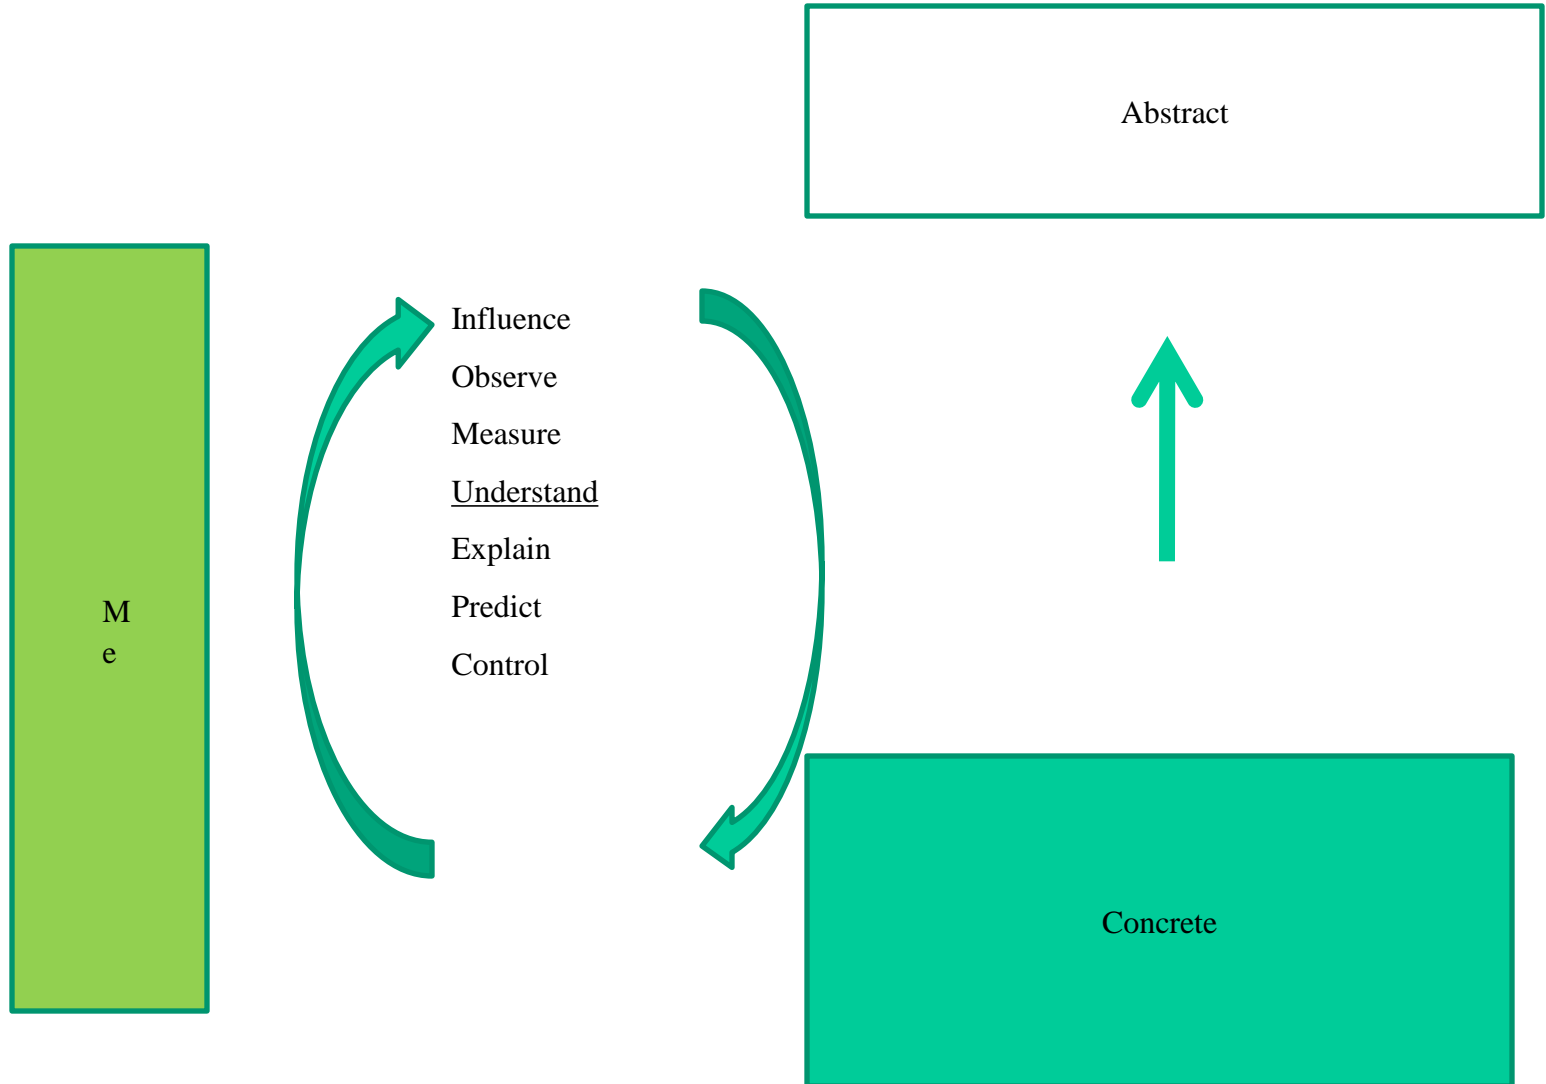 Abstract
Influence
Observe
Measure
Understand
Explain
Predict
Control
M
e
Concrete